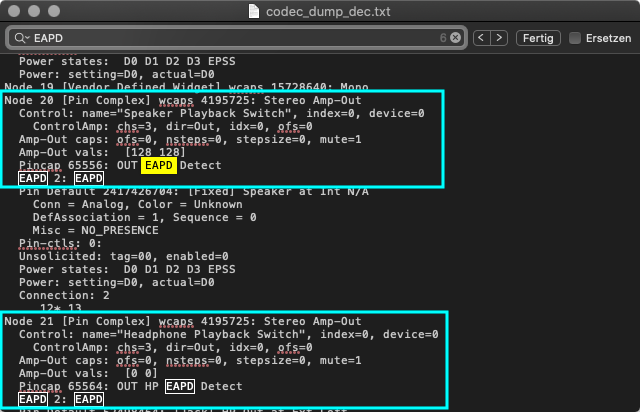 codec_dump_dec.txt
EAPD 6 < > Fertig Ersetzen
Power states: D0 D1 D2 D3 EPSS
Power: setting=D0, actual=D0
Node 19 [Vendor Defined Widget] wcaps 15728640: Mono
Node 20 [Pin Complex] wcaps 4195725: Stereo Amp-Out
Control: name="Speaker Playback Switch", index=0, device=0
ControlAmp: chs=3, dir=Out, idx=0, ofs=0
Amp-Out caps: ofs=0, nsteps=0, stepsize=0, mute=1
Amp-Out vals: [128 128]
Pincap 65556: OUT EAPD Detect
EAPD 2: EAPD
Pin Default 2417426704: [Fixed] Speaker at Int N/A
Conn = Analog, Color = Unknown
DefAssociation = 1, Sequence = 0
Misc = NO_PRESENCE
Pin-ctls: 0:
Unsolicited: tag=00, enabled=0
Power states: D0 D1 D2 D3 EPSS
Power: setting=D0, actual=D0
Connection: 2
12* 13
Node 21 [Pin Complex] wcaps 4195725: Stereo Amp-Out
Control: name="Headphone Playback Switch", index=0, device=0
ControlAmp: chs=3, dir=Out, idx=0, ofs=0
Amp-Out caps: ofs=0, nsteps=0, stepsize=0, mute=1
Amp-Out vals: [0 0]
Pincap 65564: OUT HP EAPD Detect
EAPD 2: EAPD